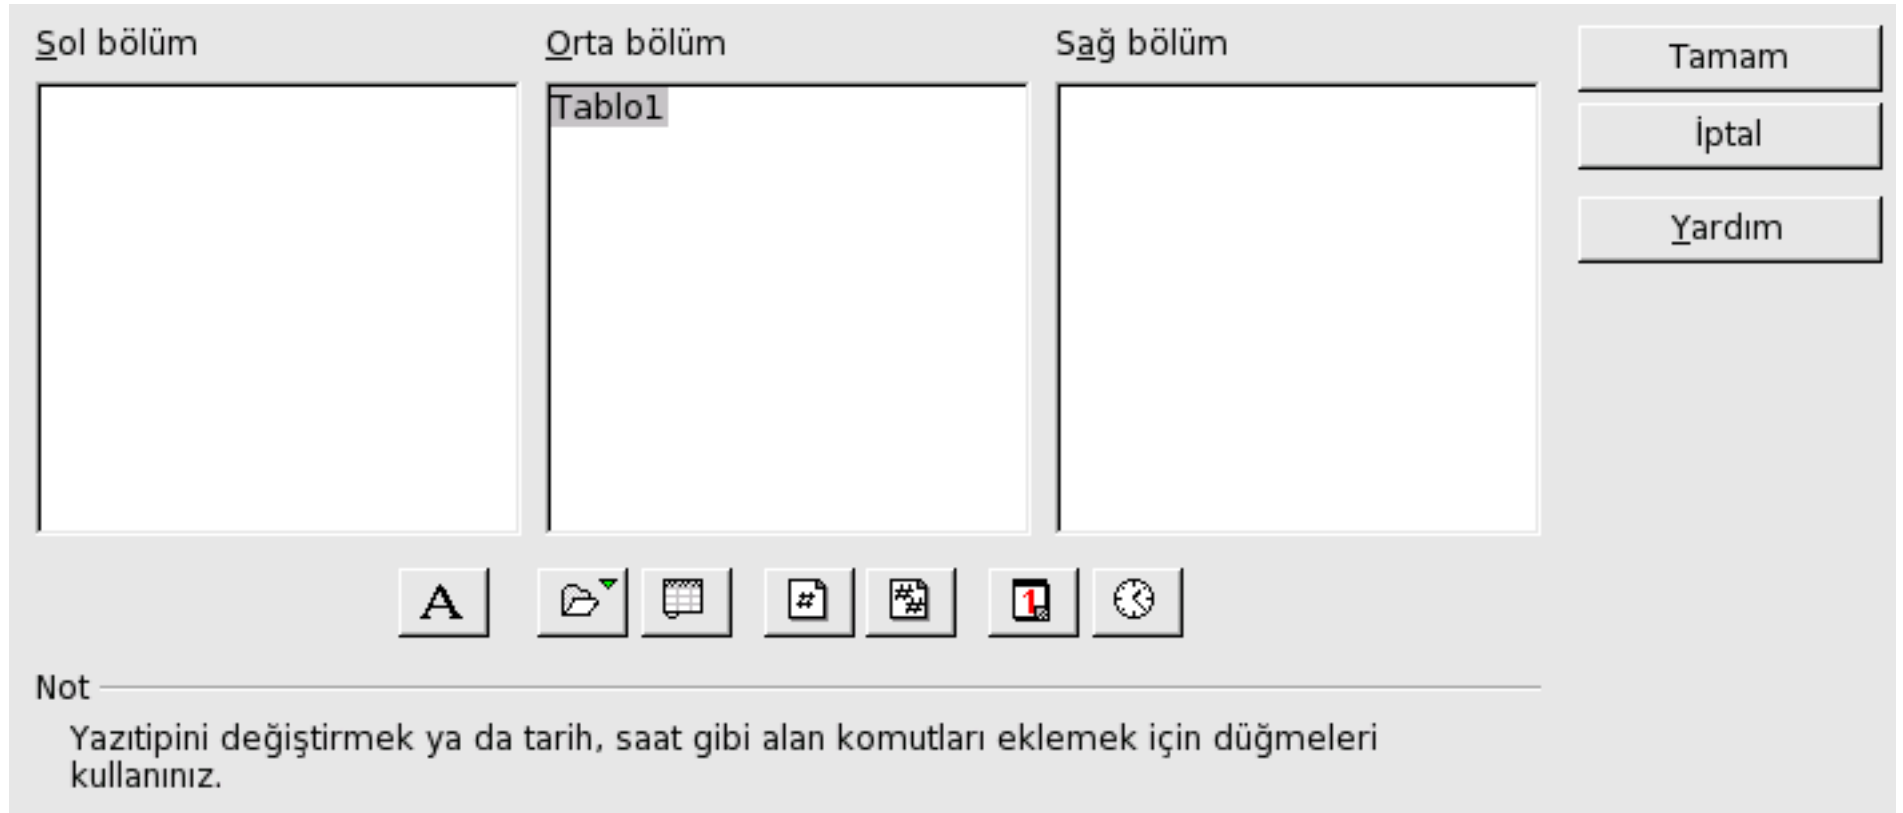 Sol bölüm
Orta bölüm
Sağ bölüm
Tamam
Tablo1
İptal
Yardım
A
#
##
1
Not
Yazıtipini değiştirmek ya da tarih, saat gibi alan komutları eklemek için düğmeleri
kullanınız.